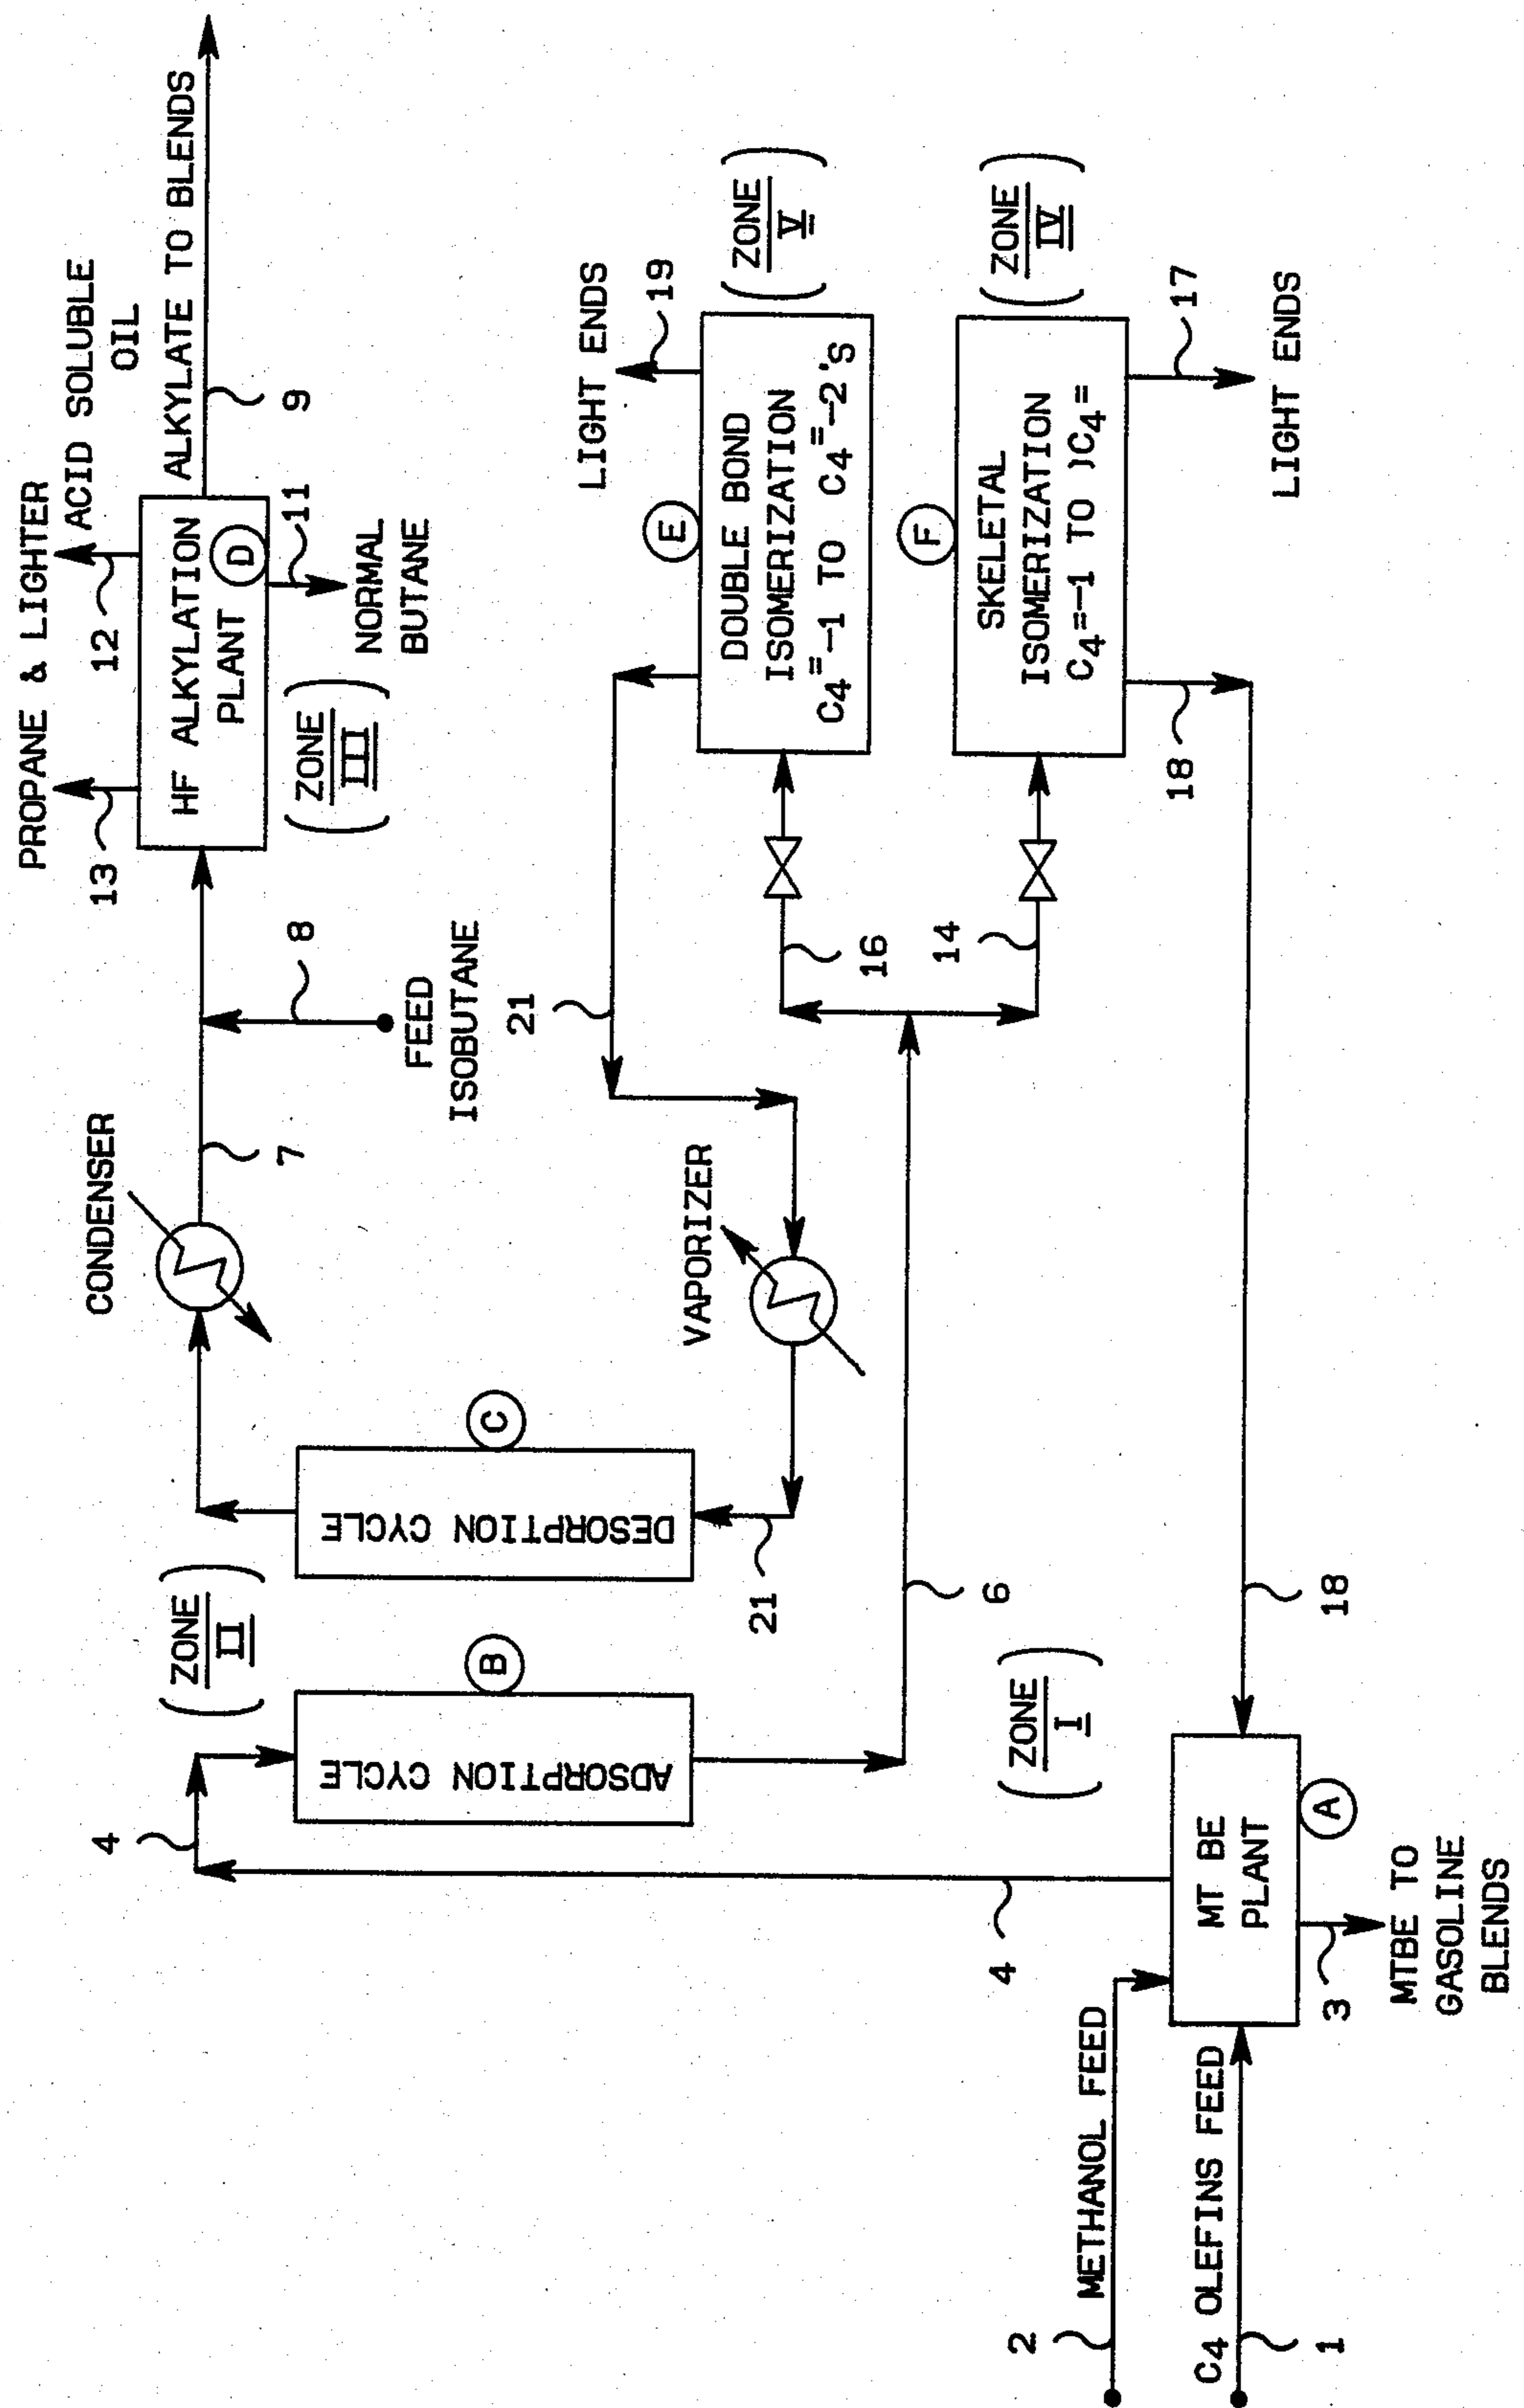 PROPANE & LIGHTER
ACID SOLUBLE
OIL
ALKYLATE TO BLENDS
13
12
9
HF ALKYLATION
PLANT
D
11
NORMAL
BUTANE
(ZONE
III)
CONDENSER
7
8
FEED
ISOBUTANE
(ZONE
II)
4
ADSORPTION CYCLE
B
DESORPTION CYCLE
C
21
VAPORIZER
21
LIGHT ENDS
19
E
DOUBLE BOND
ISOMERIZATION
C4=-1 TO C4=-2'S
(ZONE
V)
16
14
F
SKELETAL
ISOMERIZATION
C4=-1 TO )C4=
(ZONE
IV)
17
LIGHT ENDS
18
6
18
(ZONE
I)
4
2
METHANOL FEED
C4 OLEFINS FEED
1
MT BE
PLANT
A
3
MTBE TO
GASOLINE
BLENDS